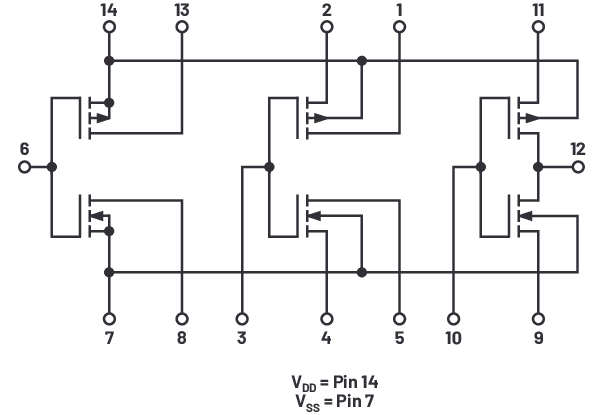 14 13 2 1 11
6 12
7 8 3 4 5 10 9
VDD = Pin 14
VSS = Pin 7